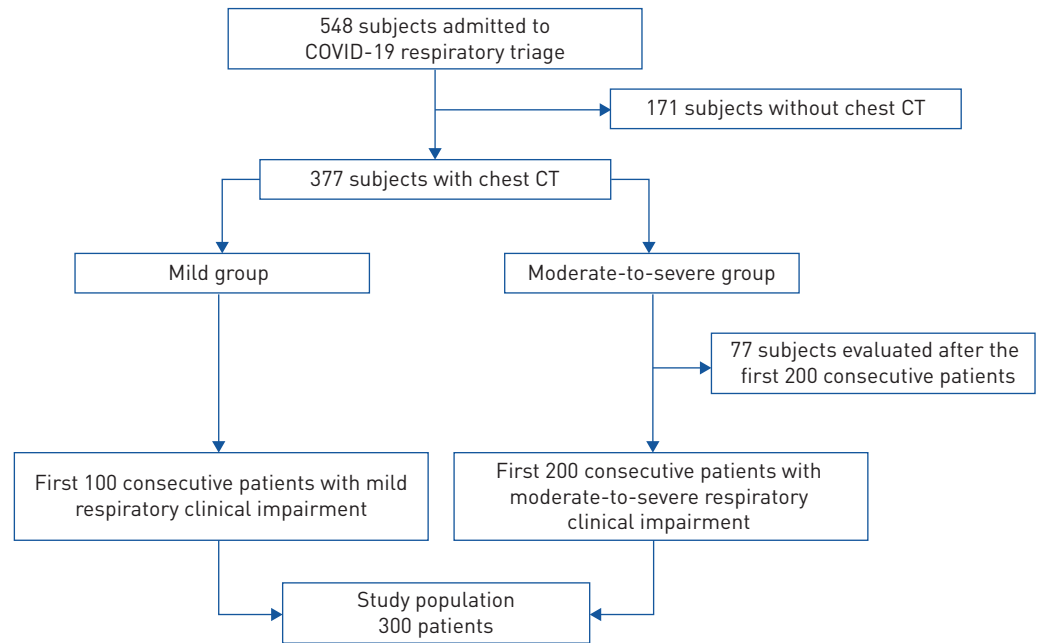 548 subjects admitted to
COVID-19 respiratory triage
171 subjects without chest CT
377 subjects with chest CT
Mild group
Moderate-to-severe group
77 subjects evaluated after the
first 200 consecutive patients
First 100 consecutive patients with mild
respiratory clinical impairment
First 200 consecutive patients with
moderate-to-severe respiratory
clinical impairment
Study population
300 patients